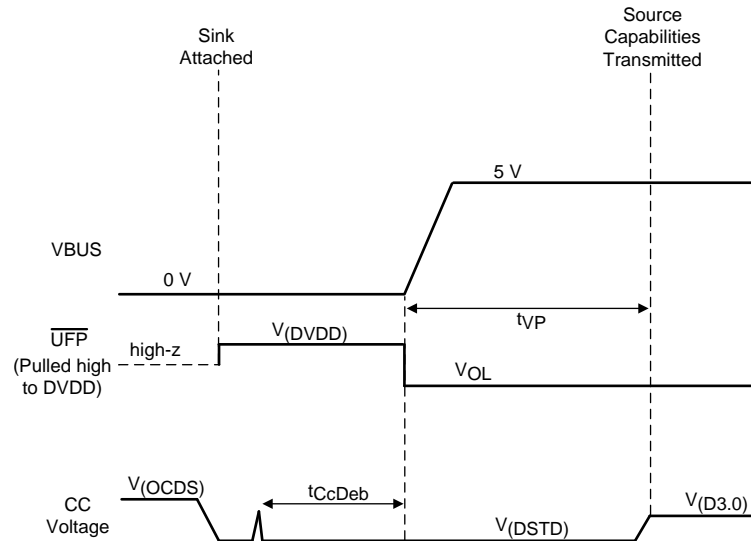 Sink
Attached
Source
Capabilities
Transmitted
5 V
VBUS
0 V
tVP
UFP
(Pulled high
to DVDD)
high-z
V(DVDD)
VOL
V(OCDS)
tCcDeb
CC
Voltage
V(DSTD)
V(D3.0)